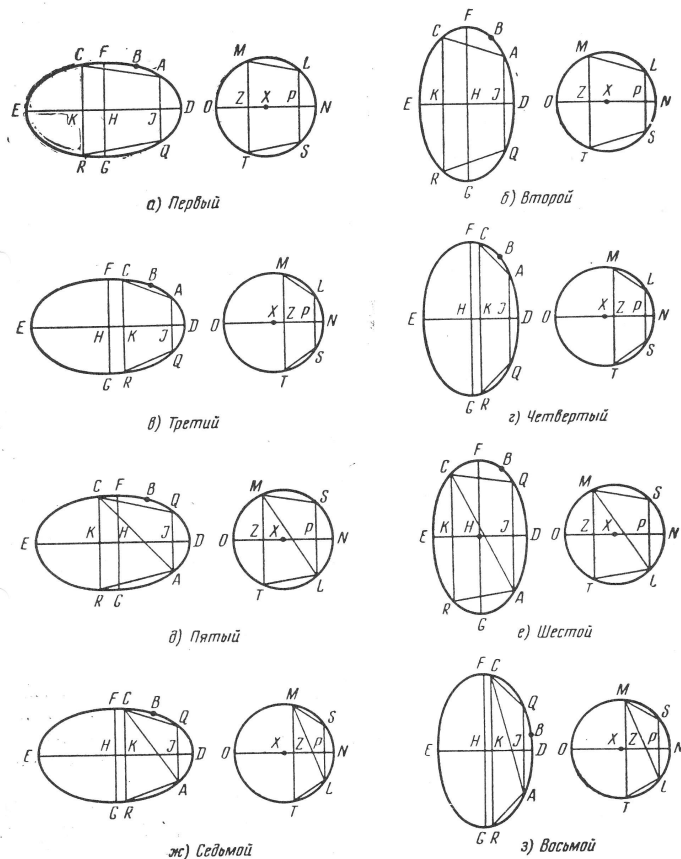 C F B A
M L
E K H J D O Z X P N
R G Q
T S
а) Первый
F
C B A
M L
E K H J D O Z X P N
R Q
G
T S
б) Второй
F C B A
M L
E H K J D O X Z P N
G R Q
T S
в) Третий
F C B A
M L
E H K J D O X Z P N
G R Q
T S
г) Четвертый
C F B Q
M S
E K H J D O Z X P N
R G A
T L
д) Пятый
F
C B Q
M S
E K H J D O Z X P N
R A
G
T L
е) Шестой
F C B Q
M S
E H K J D O X Z P N
G R A
T L
ж) Седьмой
F C Q
B
M S
E H K J D O X Z P N
G R A
T L
з) Восьмой